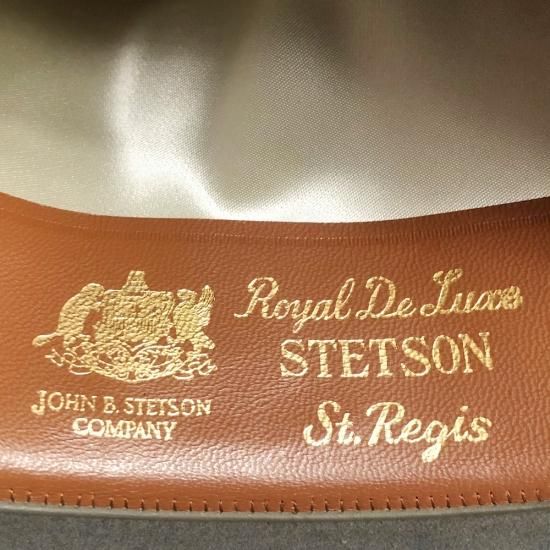 JOHN B. STETSON
COMPANY
Royal De Luxe
STETSON
St. Regis